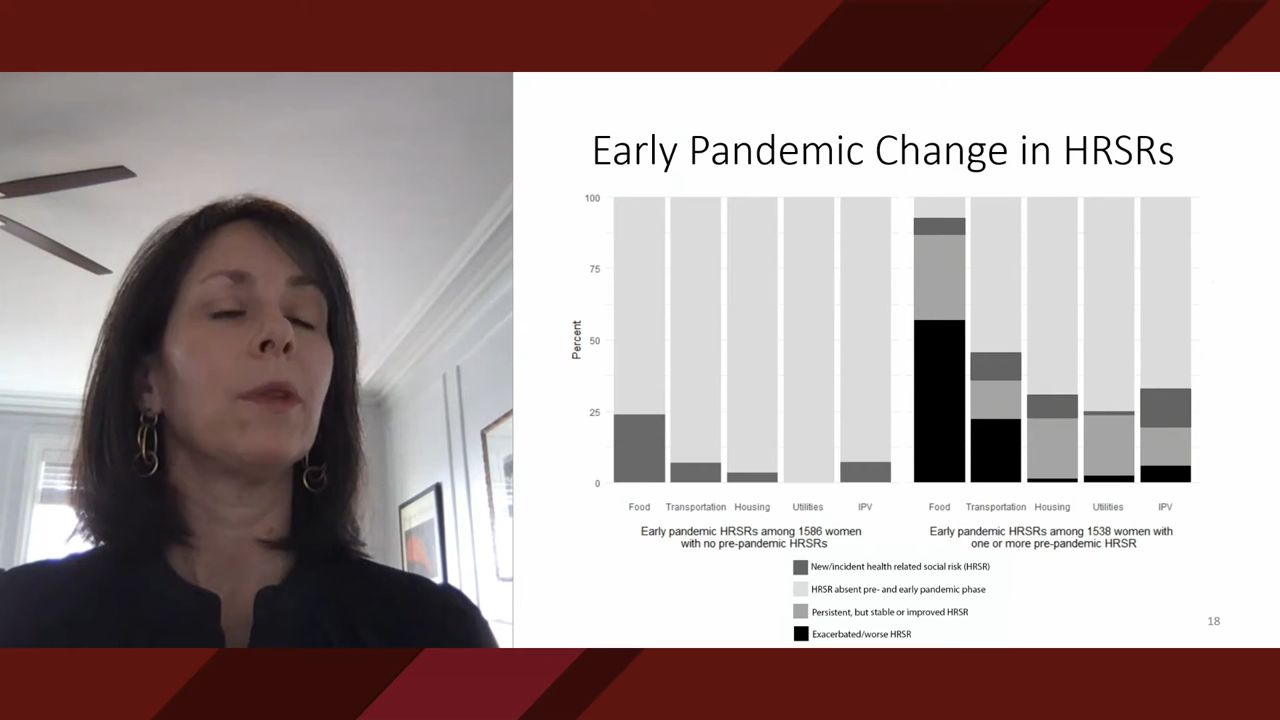 Early Pandemic Change in HRSRs
100
75
50
25
0
Percent
Food Transportation Housing Utilities IPV
Early pandemic HRSRs among 1586 women
with no pre-pandemic HRSRs
Food Transportation Housing Utilities IPV
Early pandemic HRSRs among 1538 women with
one or more pre-pandemic HRSR
New/incident health related social risk (HRSR)
HRSR absent pre- and early pandemic phase
Persistent, but stable or improved HRSR
Exacerbated/worse HRSR
18